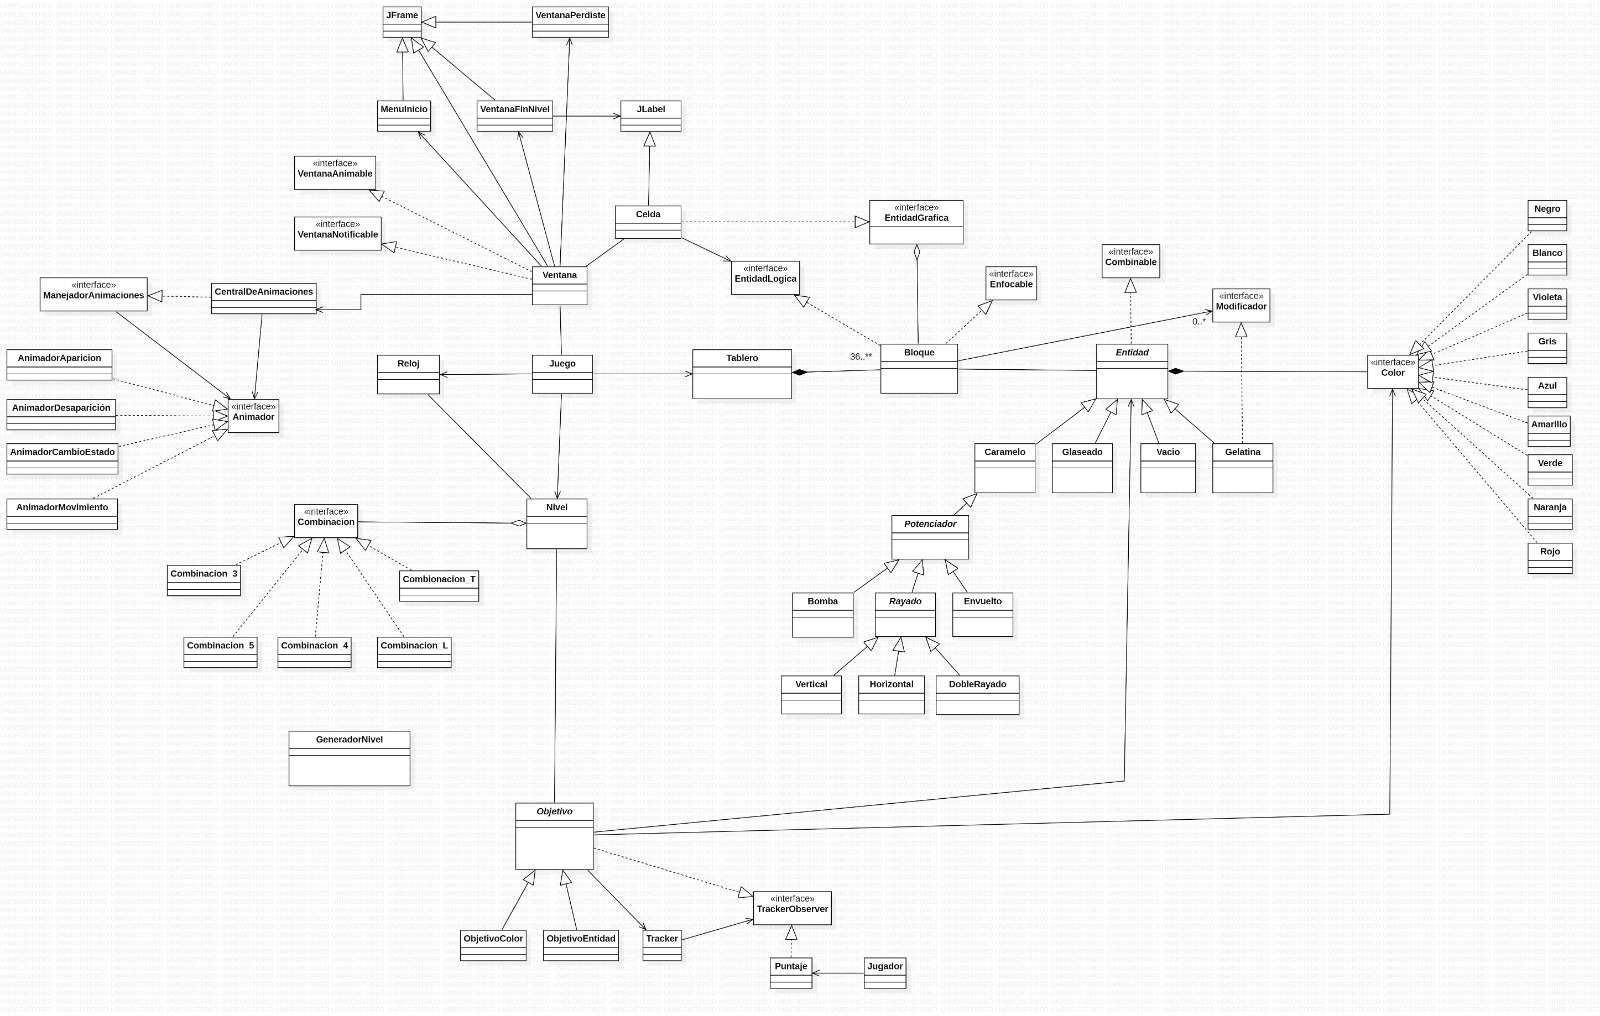 JFrame
VentanaPerdiste
MenuInicio
VentanaFinNivel
JLabel
«interface»
VentanaAnimable
«interface»
VentanaNotificable
Celda
«interface»
EntidadGrafica
Negro
Blanco
Violeta
Gris
Azul
Amarillo
Verde
Naranja
Rojo
«interface»
Combinable
«interface»
EntidadLogica
«interface»
Enfocable
«interface»
Modificador
0..*
Ventana
«interface»
ManejadorAnimaciones
CentralDeAnimaciones
AnimadorAparicion
AnimadorDesaparición
AnimadorCambioEstado
AnimadorMovimiento
«interface»
Animador
Reloj
Juego
Tablero
36..**
Bloque
Entidad
«interface»
Color
Caramelo
Glaseado
Vacio
Gelatina
Nivel
«interface»
Combinacion
Potenciador
Combinacion_3
Combionacion_T
Combinacion_5
Combinacion_4
Combinacion_L
Bomba
Rayado
Envuelto
Vertical
Horizontal
DobleRayado
GeneradorNivel
Objetivo
«interface»
TrackerObserver
ObjetivoColor
ObjetivoEntidad
Tracker
Puntaje
Jugador